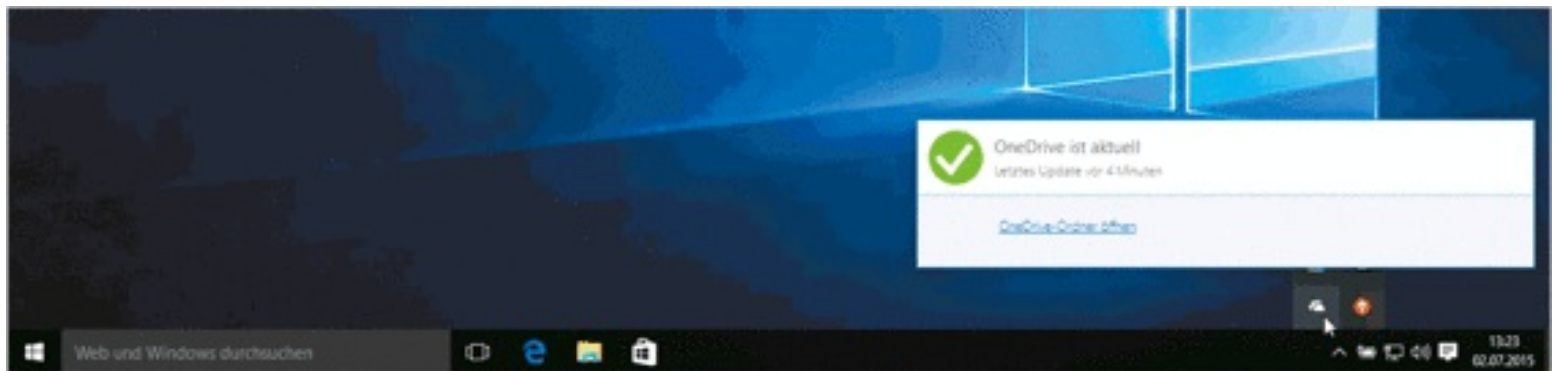 OneDrive ist aktuell
Letztes Update vor 4 Minuten
OneDrive-Ordner öffnen
Web und Windows durchsuchen
13:23
02.07.2015